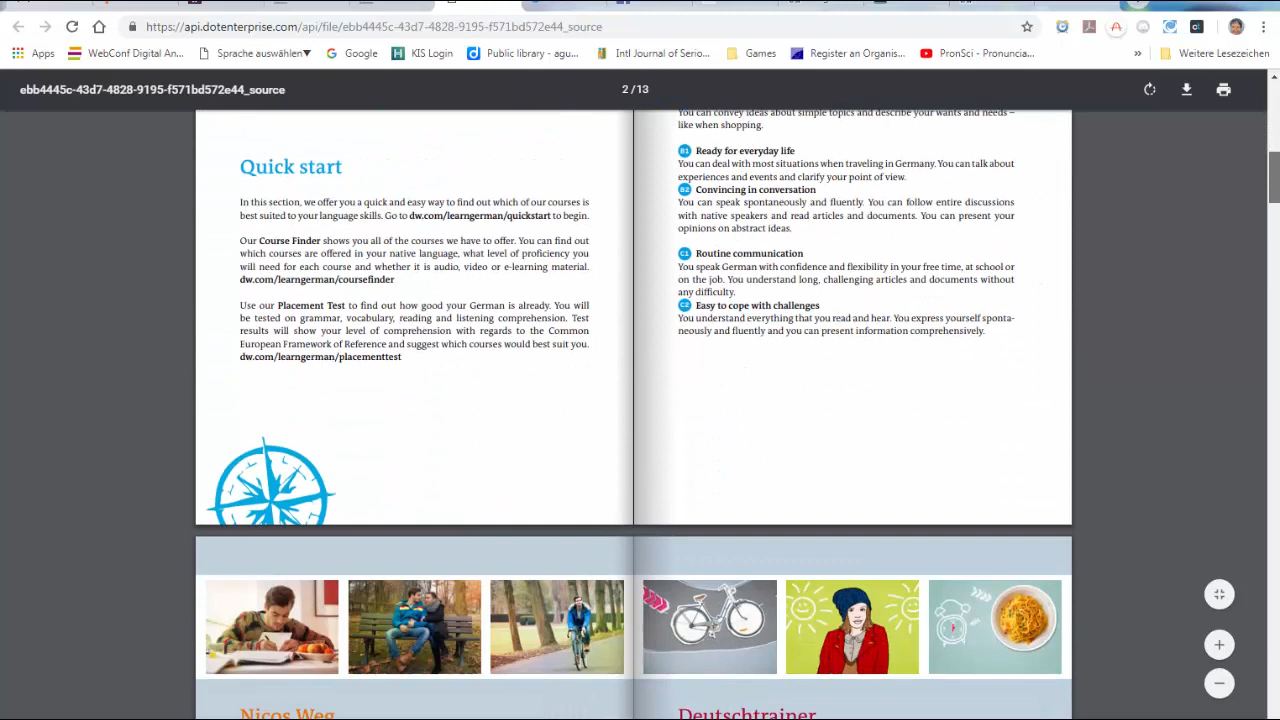 https://api.dotenterprise.com/api/file/ebb4445c-43d7-4828-9195-f571bd572e44_source
Apps
WebConf Digital An...
Sprache auswählen▼
Google
KIS Login
Public library - agu...
Intl Journal of Serio...
Games
Register an Organis...
PronSci - Pronuncia...
»
Weitere Lesezeichen
ebb4445c-43d7-4828-9195-f571bd572e44_source
2 / 13
Quick start
In this section, we offer you a quick and easy way to find out which of our courses is
best suited to your language skills. Go to dw.com/learngerman/quickstart to begin.
Our Course Finder shows you all of the courses we have to offer. You can find out
which courses are offered in your native language, what level of proficiency you
will need for each course and whether it is audio, video or e-learning material.
dw.com/learngerman/coursefinder
Use our Placement Test to find out how good your German is already. You will
be tested on grammar, vocabulary, reading and listening comprehension. Test
results will show your level of comprehension with regards to the Common
European Framework of Reference and suggest which courses would best suit you.
dw.com/learngerman/placementtest
You can convey ideas about simple topics and describe your wants and needs –
like when shopping.
B1 Ready for everyday life
You can deal with most situations when traveling in Germany. You can talk about
experiences and events and clarify your point of view.
B2 Convincing in conversation
You can speak spontaneously and fluently. You can follow entire discussions
with native speakers and read articles and documents. You can present your
opinions on abstract ideas.
C1 Routine communication
You speak German with confidence and flexibility in your free time, at school or
on the job. You understand long, challenging articles and documents without
any difficulty.
C2 Easy to cope with challenges
You understand everything that you read and hear. You express yourself sponta-
neously and fluently and you can present information comprehensively.
Nicos Weg
Deutschtrainer